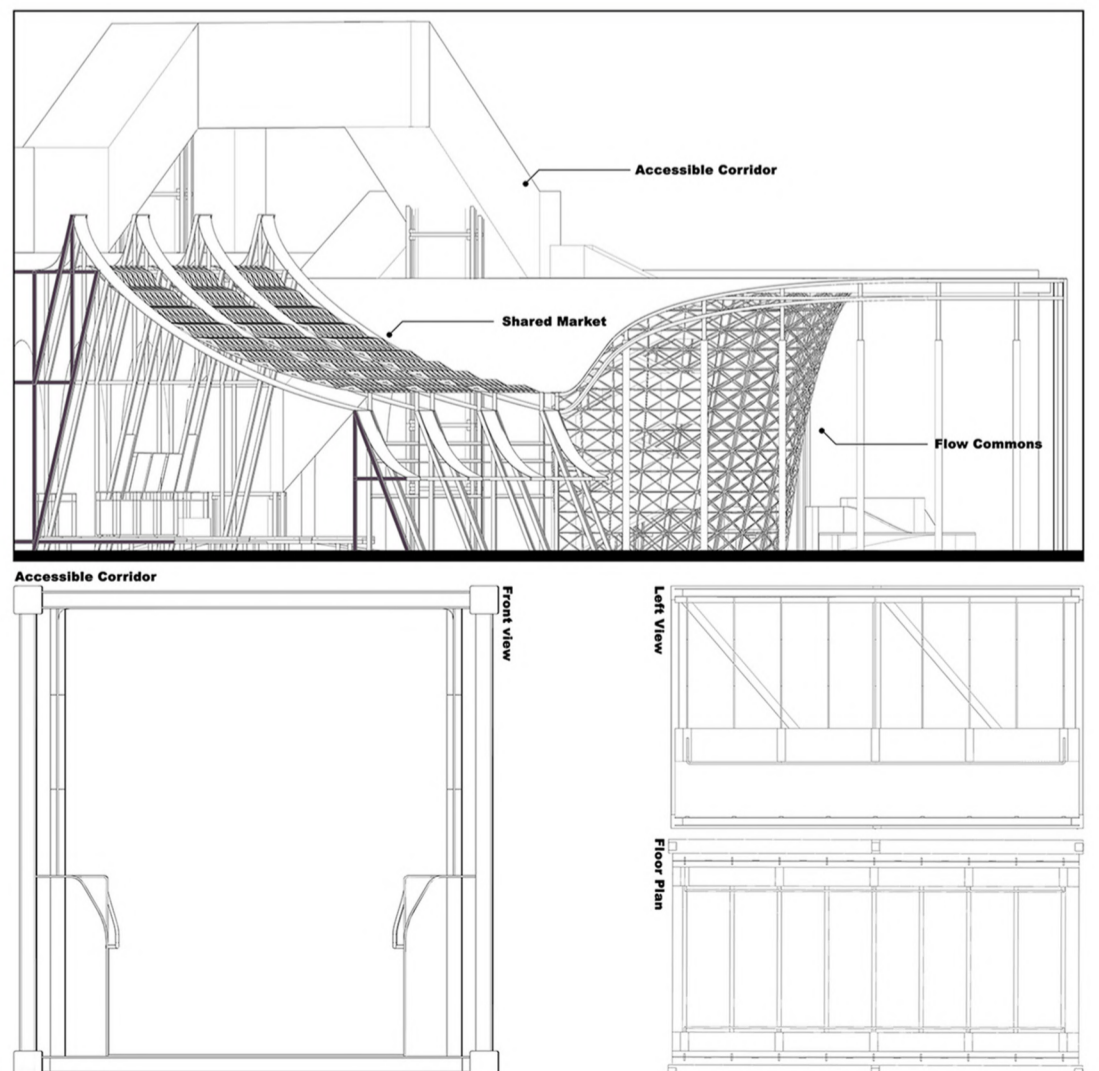 Accessible Corridor
Shared Market
Flow Commons
Accessible Corridor
Front view
Left View
Floor Plan